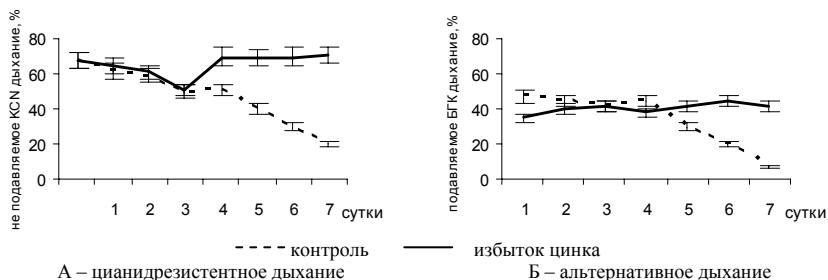 не подавляемое KCN дыхание, %
80
60
40
20
0
1 2 3 4 5 6 7 сутки
подавляемое БГК дыхание, %
80
60
40
20
0
1 2 3 4 5 6 7 сутки
контроль избыток цинка
А – цианидрезистентное дыхание Б – альтернативное дыхание